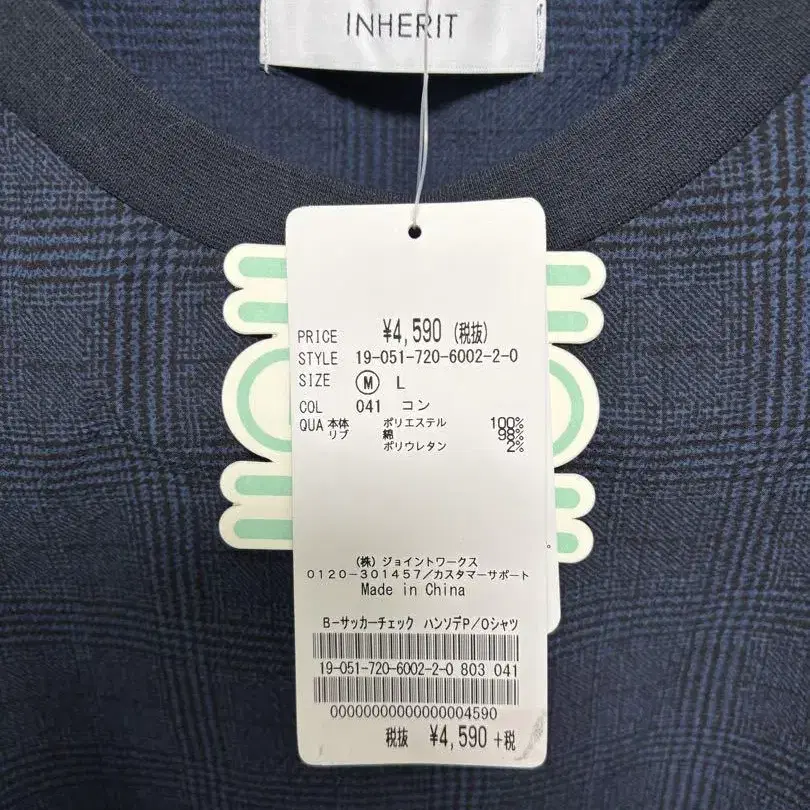 INHERIT
PRICE ¥4,590 (税抜)
STYLE 19-051-720-6002-2-0
SIZE M L
COL 041 コン
QUA 本体 ポリエステル 100%
リブ 綿 98%
ポリウレタン 2%
(株) ジョイントワークス
0120-301457/カスタマーサポート
Made in China
B-サッカーチェック ハンソデP/Oシャツ
19-051-720-6002-2-0 803 041
00000000000000004590
税抜 ¥4,590 +税